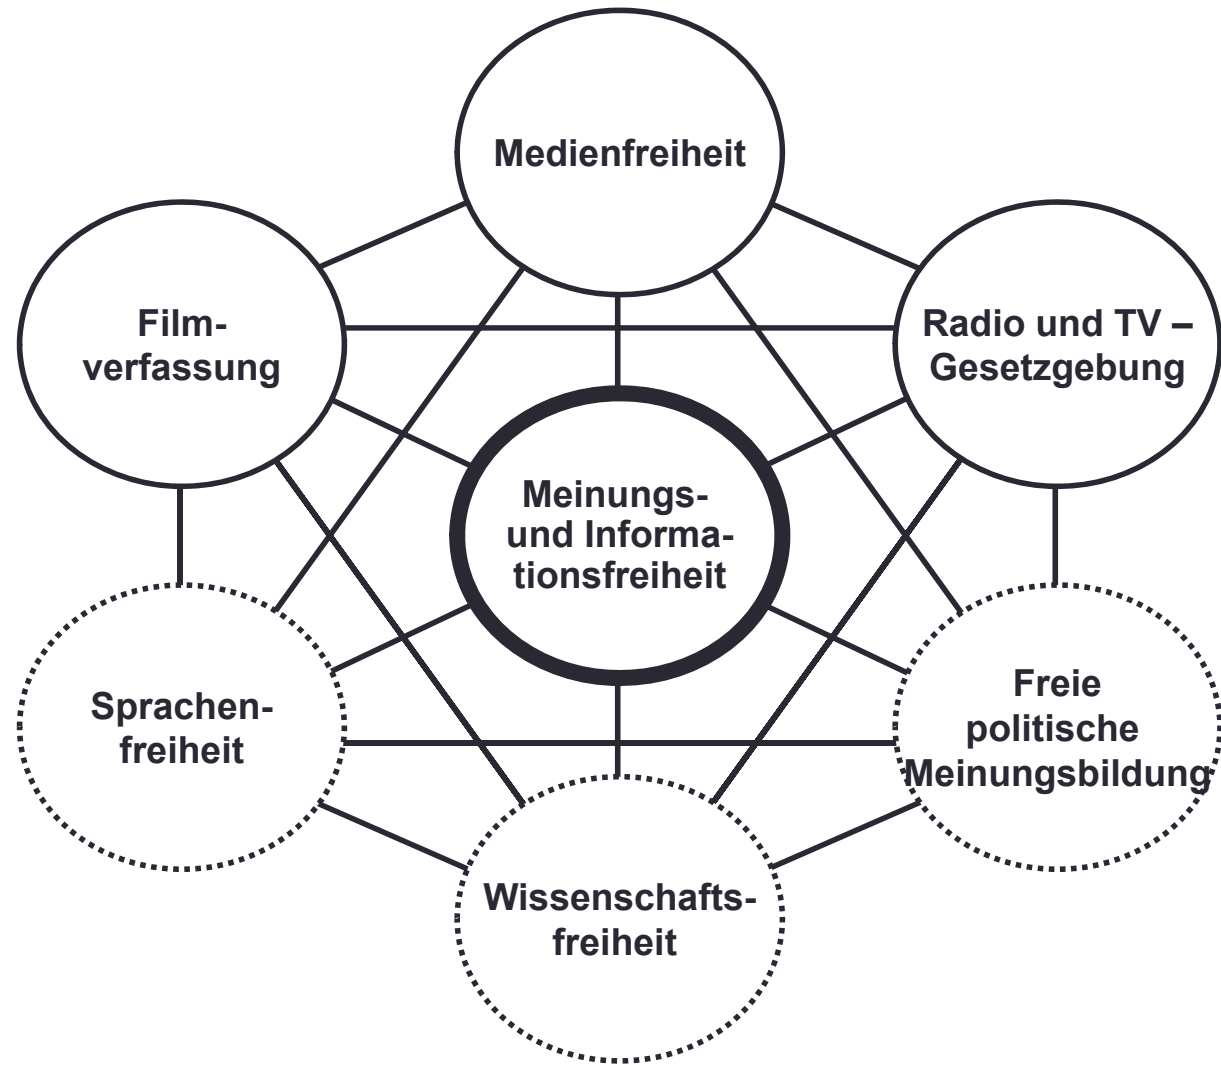 Medienfreiheit
Film-
verfassung
Radio und TV –
Gesetzgebung
Meinungs-
und Informa-
tionsfreiheit
Sprachen-
freiheit
Freie
politische
Meinungsbildung
Wissenschafts-
freiheit